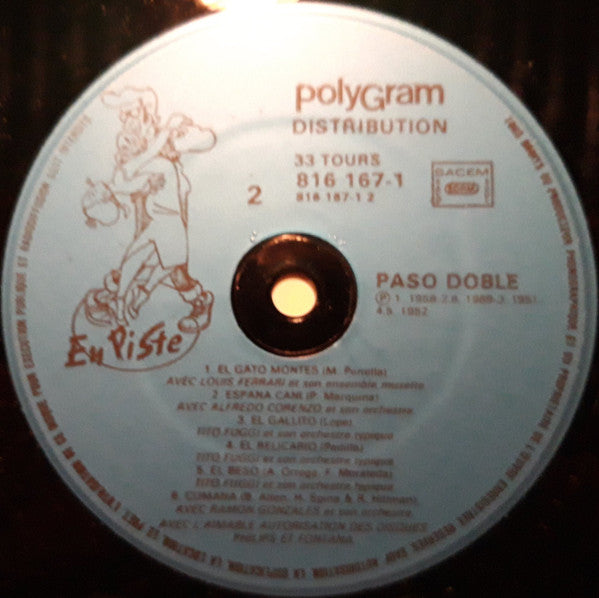 polyGram
DISTRIBUTION
33 TOURS
816 167-1
816 167-1 2
2
SACEM
En Piste
PASO DOBLE
1. EL GATO MONTES (M. Penella)
AVEC LOUIS FERRARI et son ensemble musette
2. ESPANA CANI (P. Marquina)
AVEC ALFREDO CORENZO et son orchestre
3. EL GALLITO (Lope)
TITO FUGGI et son orchestre typique
4. EL RELICARIO (Padilla)
TITO FUGGI et son orchestre typique
5. EL BESO (A. Ortega, F. Moraleda)
TITO FUGGI et son orchestre typique
6. CUMANA (B. Allen, H. Spina & R. Hillman)
AVEC RAMON GONZALES et son orchestre
AVEC L'AIMABLE AUTORISATION DES DISQUES
PHILIPS ET FONTANA